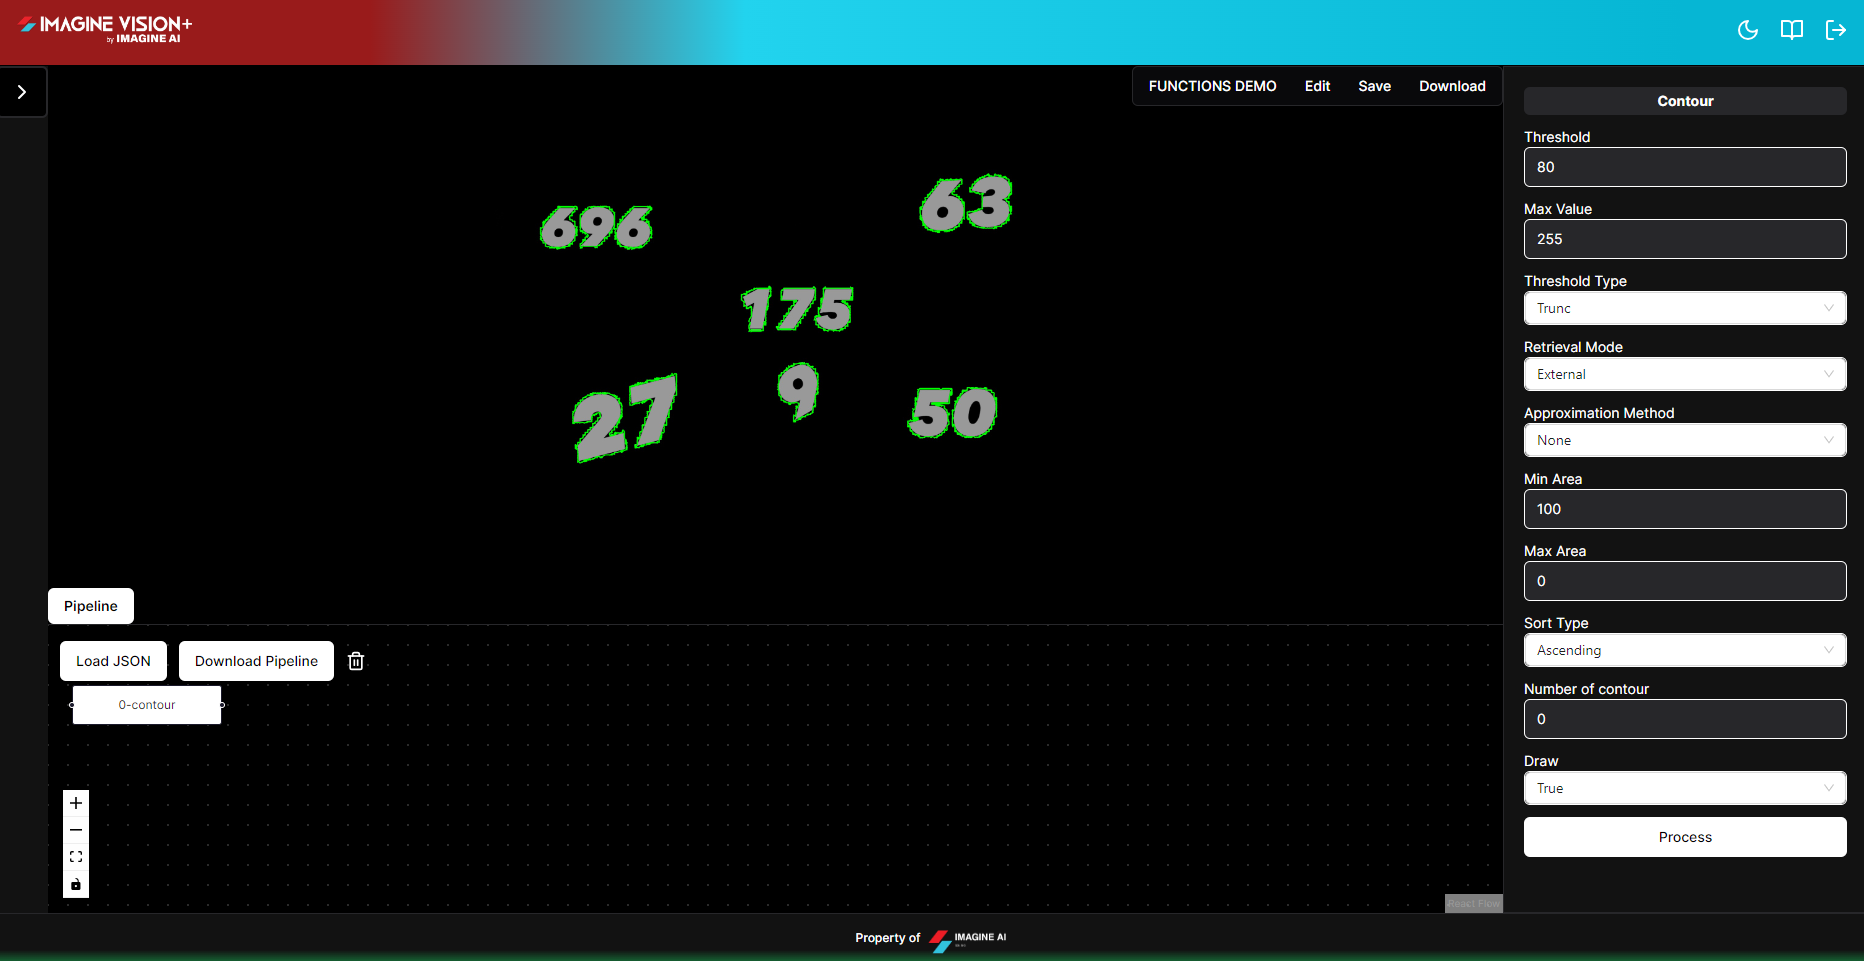 IMAGINE VISION+
by IMAGINE AI
FUNCTIONS DEMO Edit Save Download
696
63
175
27
9
50
Contour
Threshold
80
Max Value
255
Threshold Type
Trunc
Retrieval Mode
External
Approximation Method
None
Min Area
100
Max Area
0
Sort Type
Ascending
Number of contour
0
Draw
True
Process
Pipeline
Load JSON Download Pipeline
0-contour
React Flow
Property of IMAGINE AI